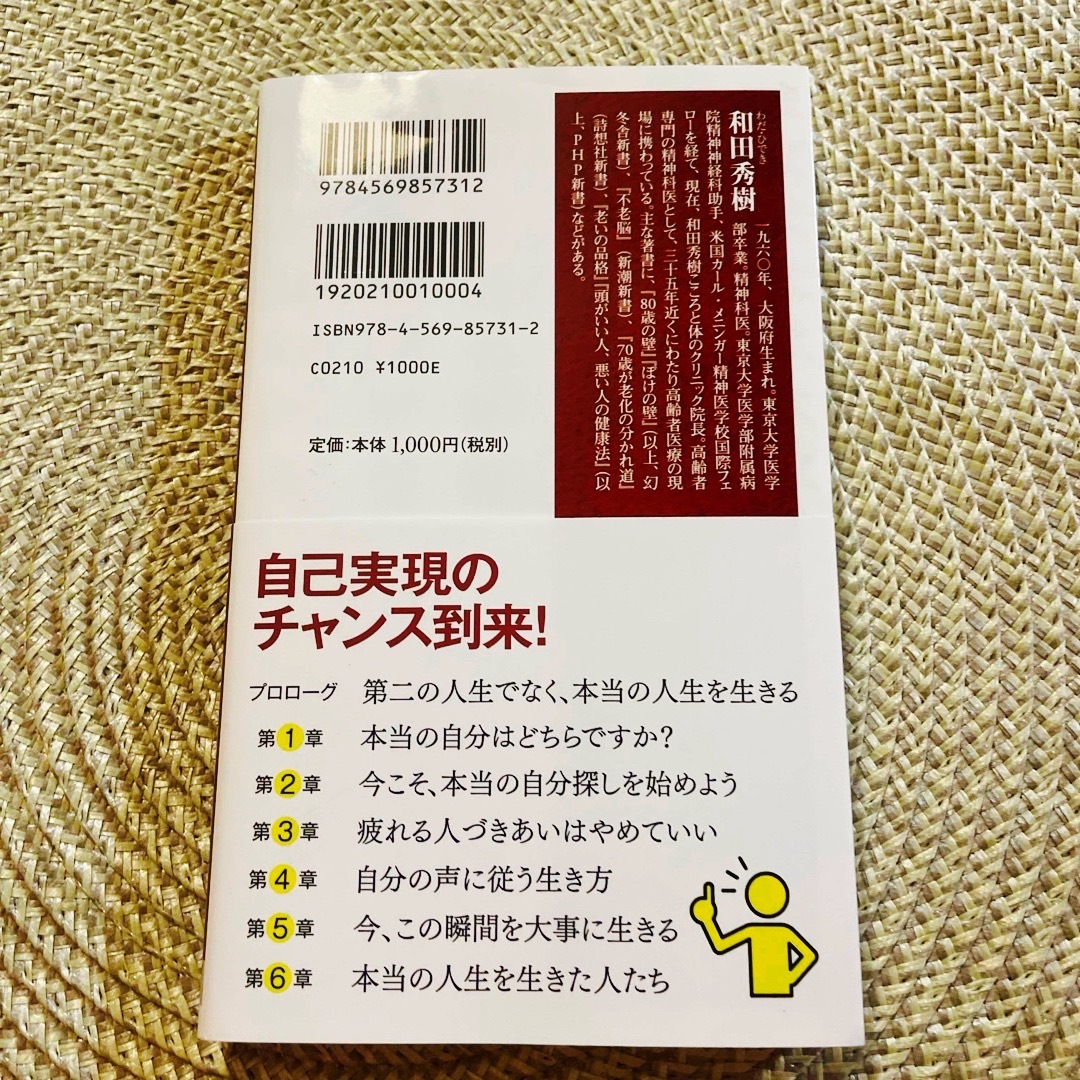 9784569857312
1920210010004
ISBN978-4-569-85731-2
C0210 ¥1000E
定価:本体 1,000円(税別)
わだ・ひでき
和田秀樹
一九六〇年、大阪府生まれ。東京大学医学
部卒業。精神科医。東京大学医学部附属病
院精神神経科助手、米国カール・メニンガー精神医学校国際フェ
ローを経て、現在、和田秀樹こころと体のクリニック院長。高齢者
専門の精神科医として、三十五年近くにわたり高齢者医療の現
場に携わっている。主な著書に、『80歳の壁』『ぼけの壁』(以上、幻
冬舎新書)、『不老脳』(新潮新書)、『70歳が老化の分かれ道』
(詩想社新書)、『老いの品格』『頭がいい人、悪い人の健康法』(以
上、PHP新書)などがある。
自己実現の
チャンス到来!
プロローグ 第二の人生でなく、本当の人生を生きる
第1章 本当の自分はどちらですか?
第2章 今こそ、本当の自分探しを始めよう
第3章 疲れる人づきあいはやめていい
第4章 自分の声に従う生き方
第5章 今、この瞬間を大事に生きる
第6章 本当の人生を生きた人たち